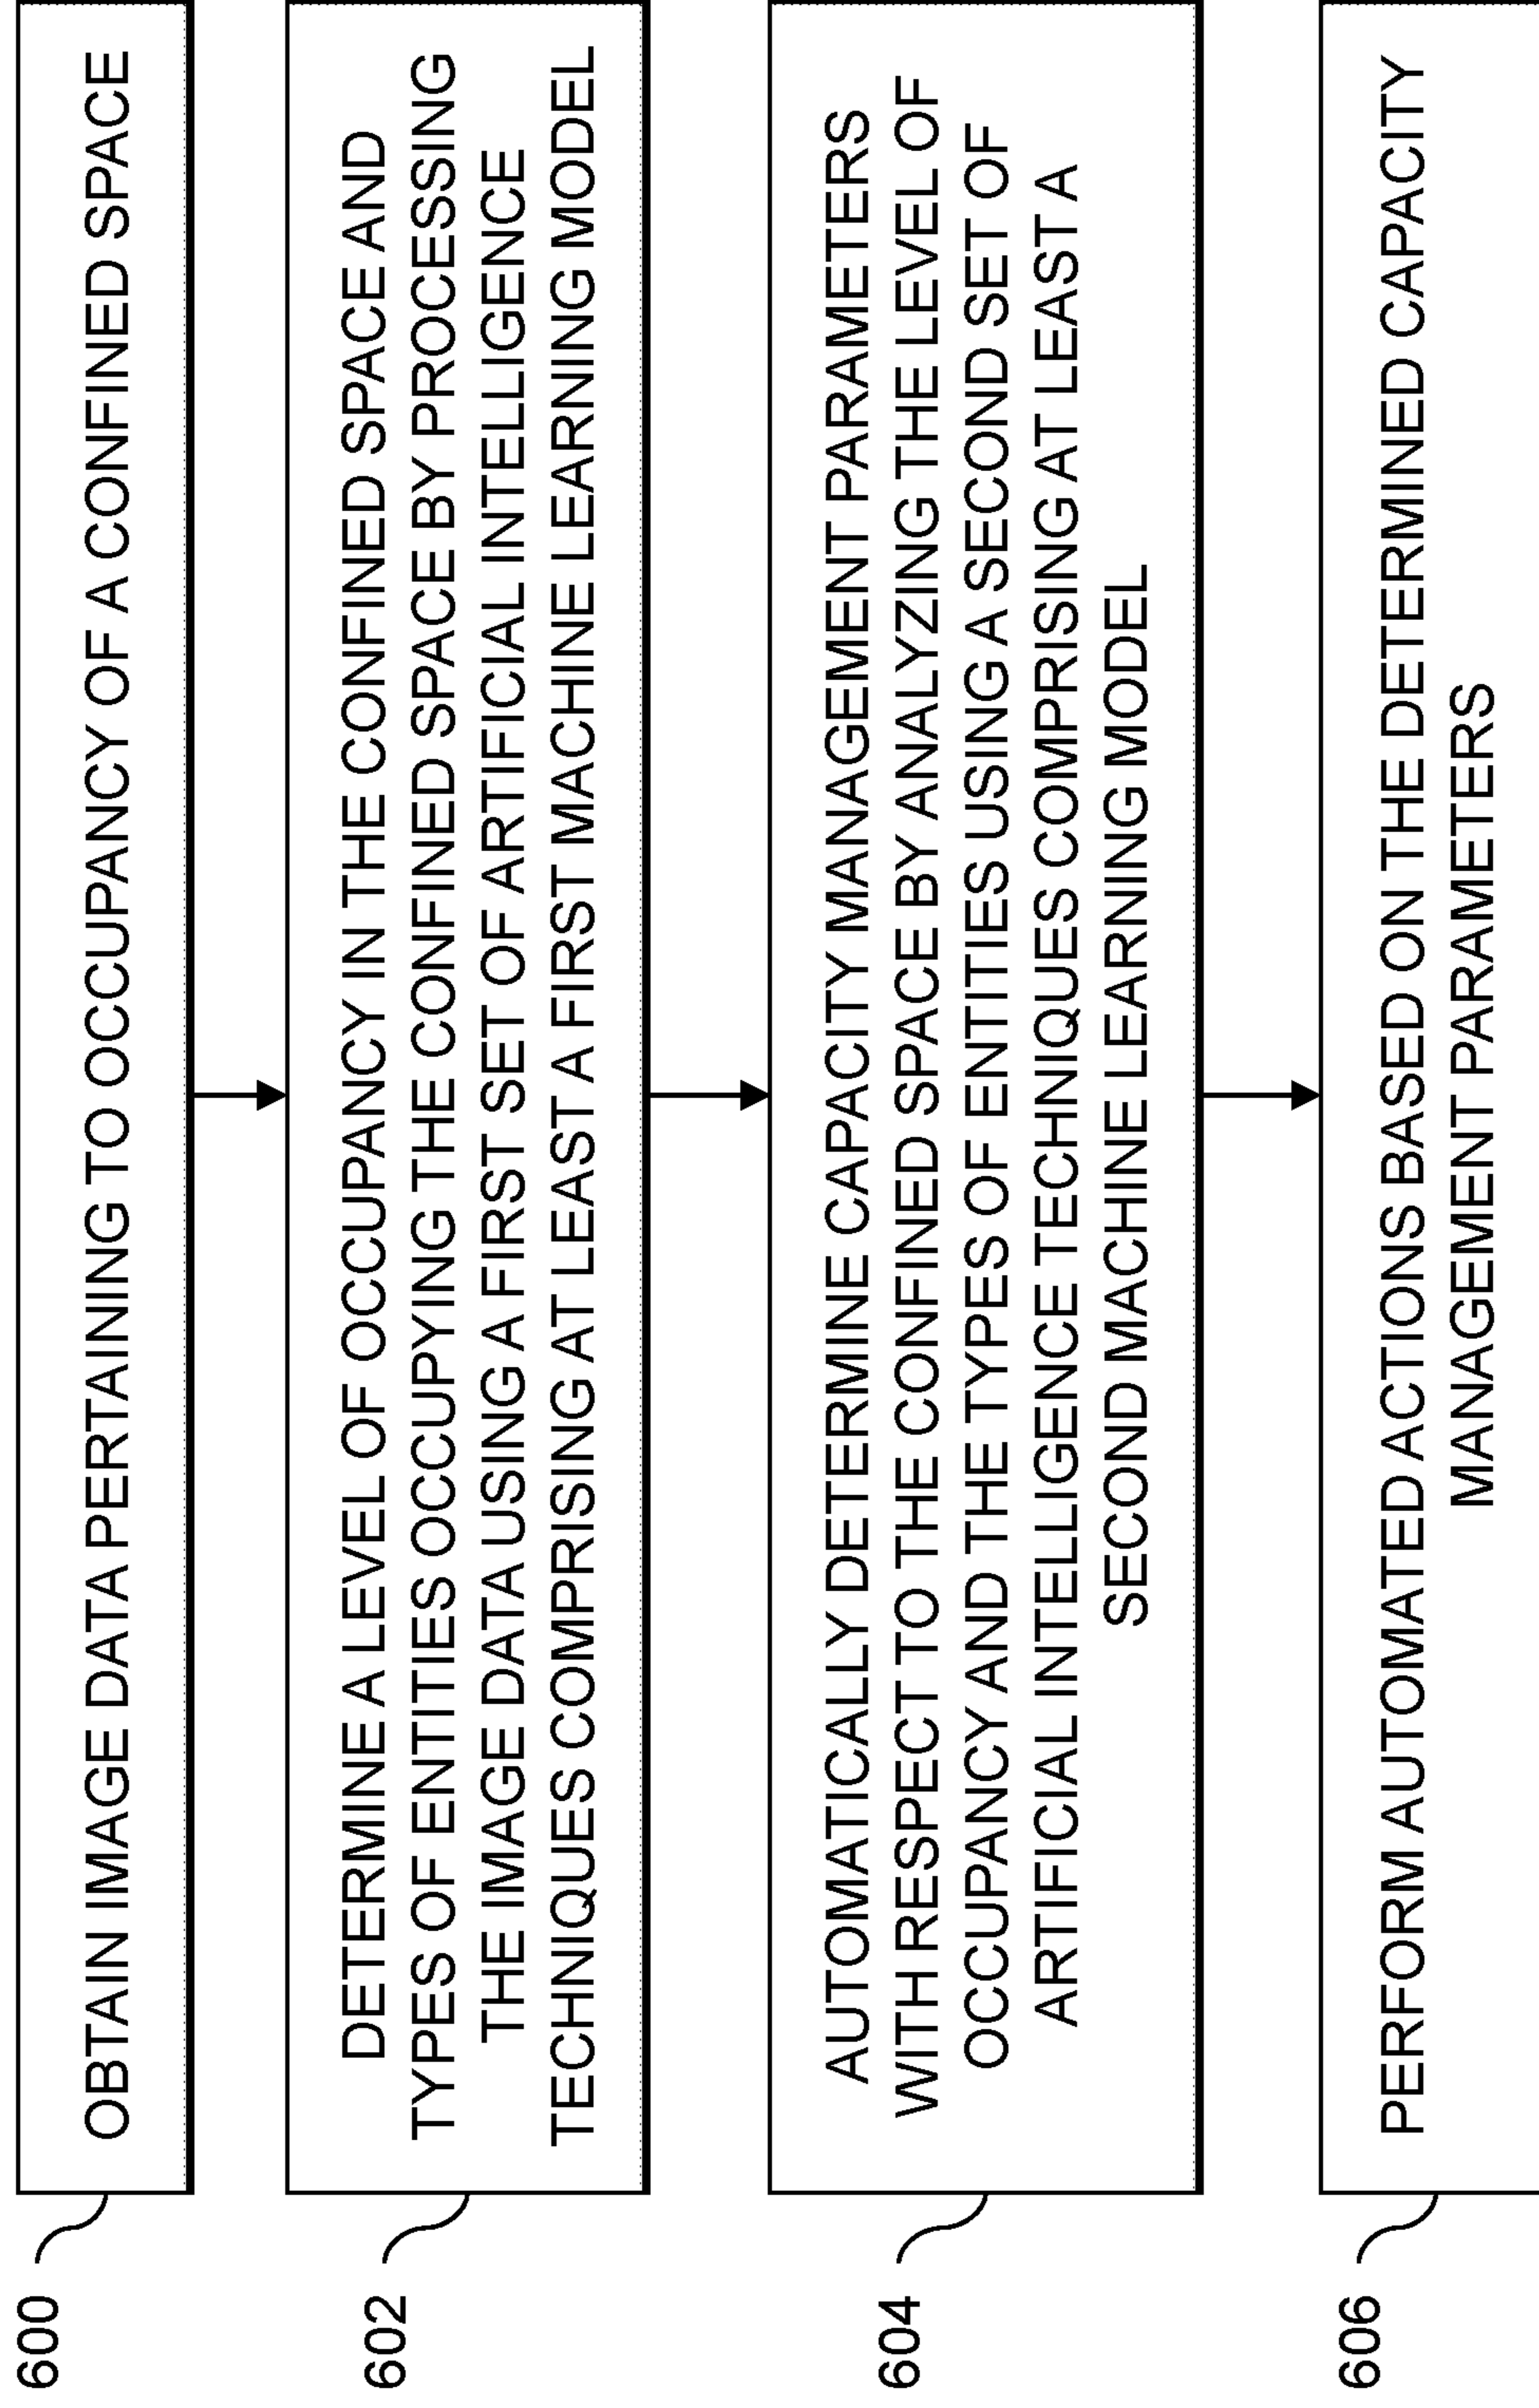 600
OBTAIN IMAGE DATA PERTAINING TO OCCUPANCY OF A CONFINED SPACE
602
DETERMINE A LEVEL OF OCCUPANCY IN THE CONFINED SPACE AND
TYPES OF ENTITIES OCCUPYING THE CONFINED SPACE BY PROCESSING
THE IMAGE DATA USING A FIRST SET OF ARTIFICIAL INTELLIGENCE
TECHNIQUES COMPRISING AT LEAST A FIRST MACHINE LEARNING MODEL
604
AUTOMATICALLY DETERMINE CAPACITY MANAGEMENT PARAMETERS
WITH RESPECT TO THE CONFINED SPACE BY ANALYZING THE LEVEL OF
OCCUPANCY AND THE TYPES OF ENTITIES USING A SECOND SET OF
ARTIFICIAL INTELLIGENCE TECHNIQUES COMPRISING AT LEAST A
SECOND MACHINE LEARNING MODEL
606
PERFORM AUTOMATED ACTIONS BASED ON THE DETERMINED CAPACITY
MANAGEMENT PARAMETERS